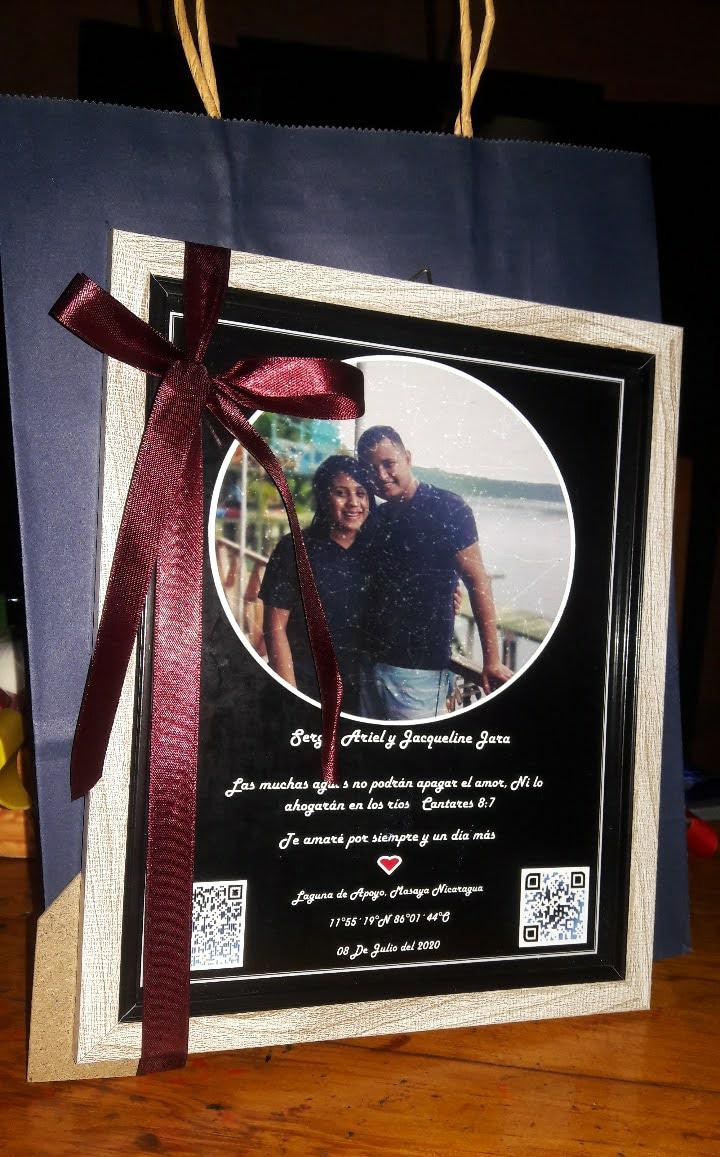 Ariel y Jacqueline Jara
Las muchas no podrán apagar el amor, Ni lo
ahogarán en los ríos Cantares 8:7
Te amaré por siempre y un día más
Laguna de Apoyo, Masaya Nicaragua
11°55´19"N 86°01´44"O
08 De Julio del 2020